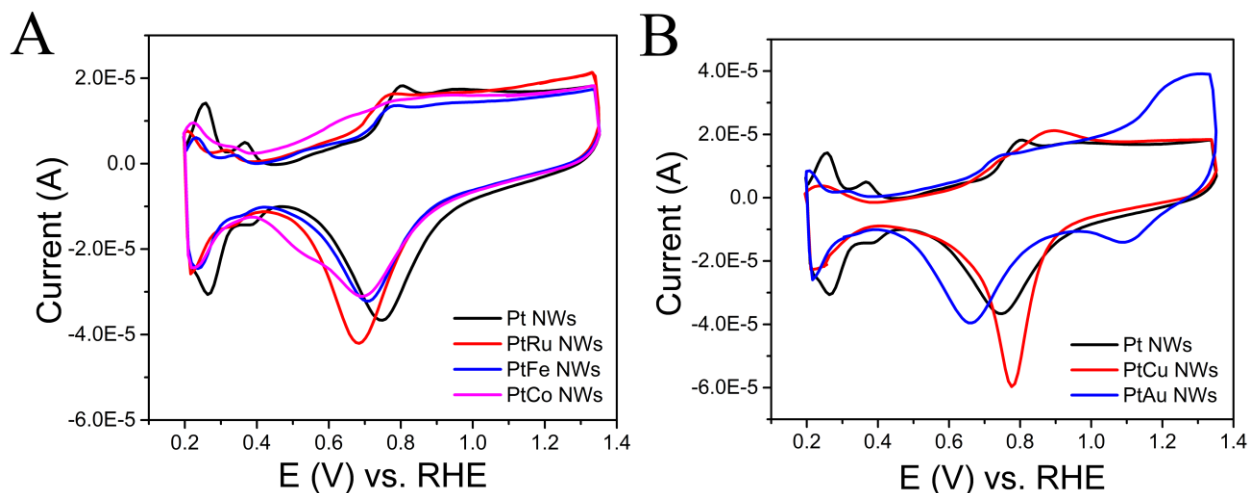 A
2.0E-5
0.0
-2.0E-5
-4.0E-5
-6.0E-5
Current (A)
Pt NWs
PtRu NWs
PtFe NWs
PtCo NWs
0.2 0.4 0.6 0.8 1.0 1.2 1.4
E (V) vs. RHE
B
4.0E-5
2.0E-5
0.0
-2.0E-5
-4.0E-5
-6.0E-5
Current (A)
Pt NWs
PtCu NWs
PtAu NWs
0.2 0.4 0.6 0.8 1.0 1.2 1.4
E (V) vs. RHE